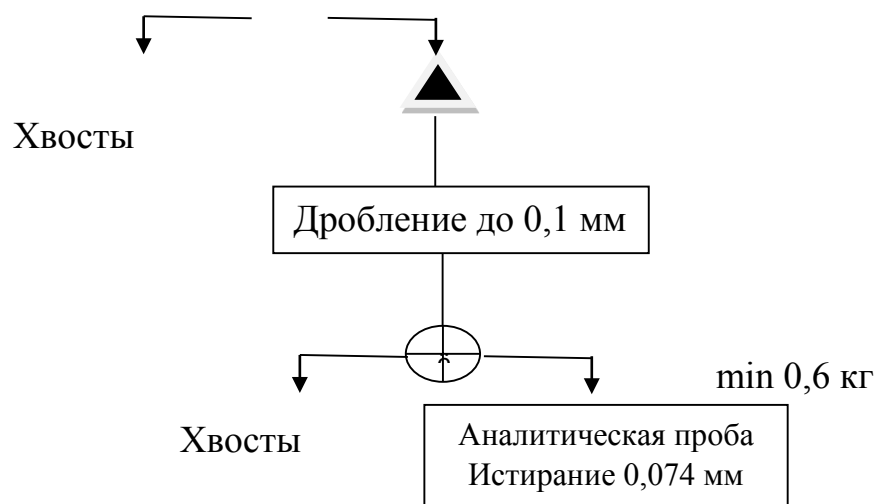 Хвосты
Дробление до 0,1 мм
min 0,6 кг
Хвосты
Аналитическая проба
Истирание 0,074 мм